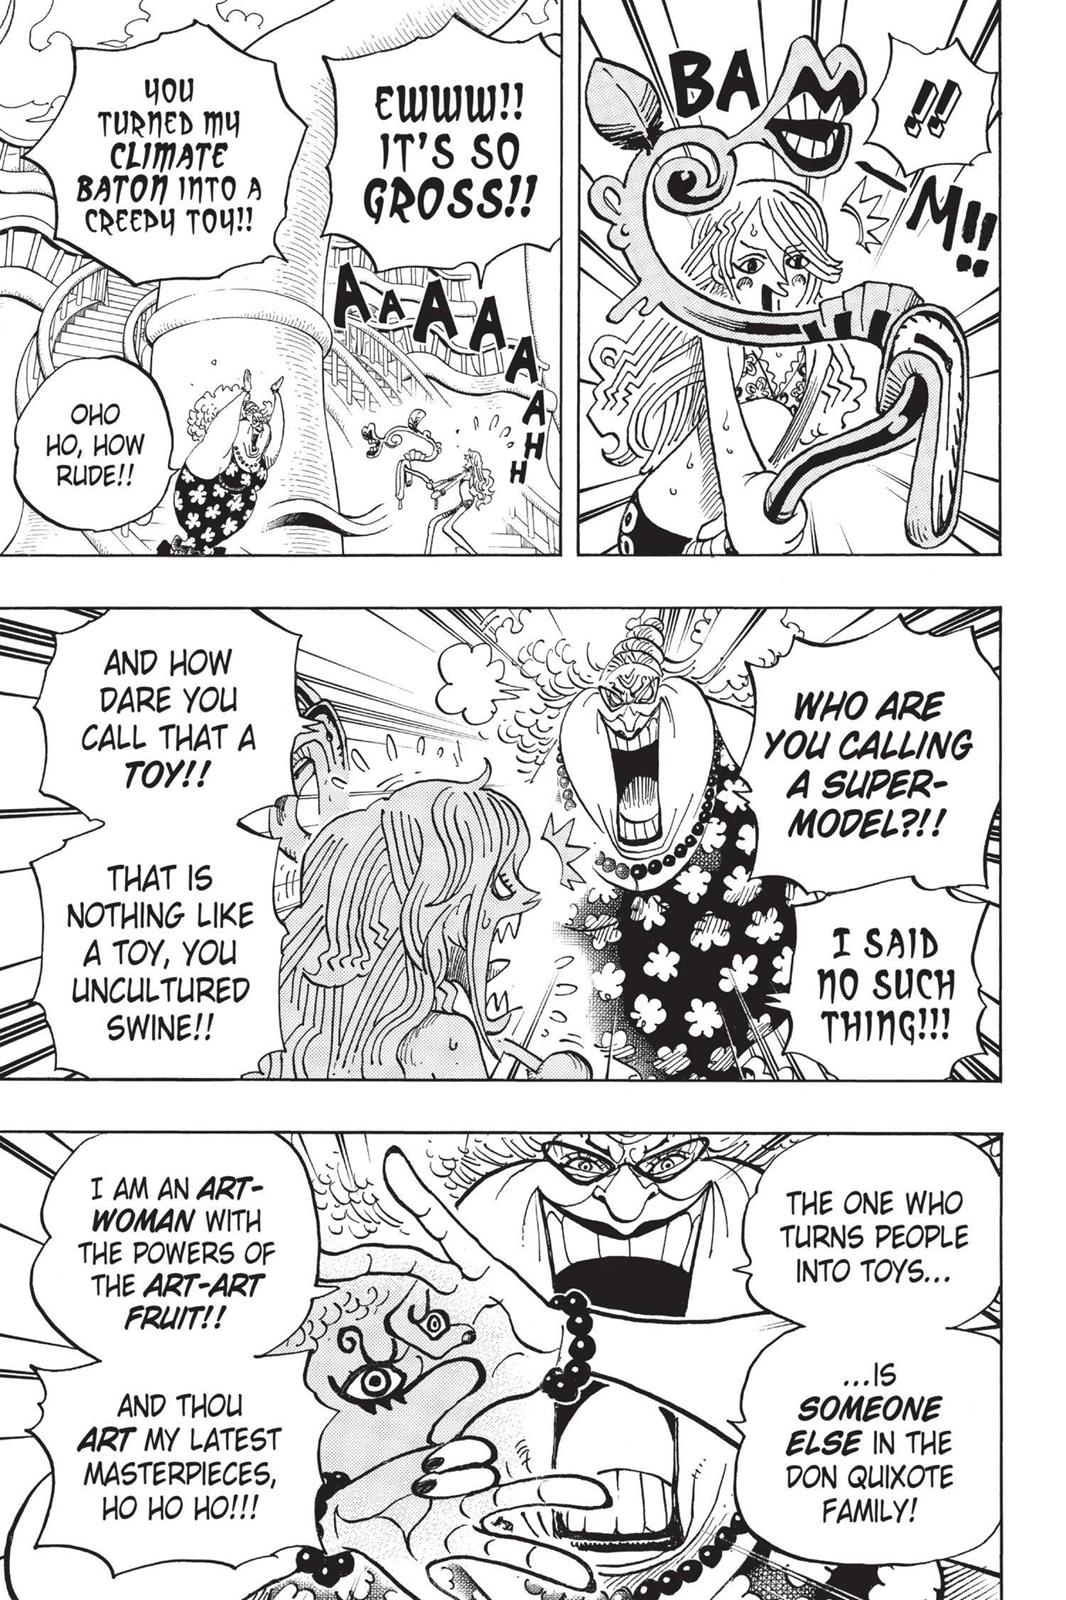 BAM!!
!!
EWWW!!
IT'S SO
GROSS!!
YOU
TURNED MY
CLIMATE
BATON INTO A
CREEPY TOY!!
AAAAAAHH
OHO
HO, HOW
RUDE!!
WHO ARE
YOU CALLING
A SUPER-
MODEL?!!
I SAID
NO SUCH
THING!!!
AND HOW
DARE YOU
CALL THAT A
TOY!!
THAT IS
NOTHING LIKE
A TOY, YOU
UNCULTURED
SWINE!!
THE ONE WHO
TURNS PEOPLE
INTO TOYS...
...IS
SOMEONE
ELSE IN THE
DON QUIXOTE
FAMILY!
I AM AN ART-
WOMAN WITH
THE POWERS OF
THE ART-ART
FRUIT!!
AND THOU
ART MY LATEST
MASTERPIECES,
HO HO HO!!!